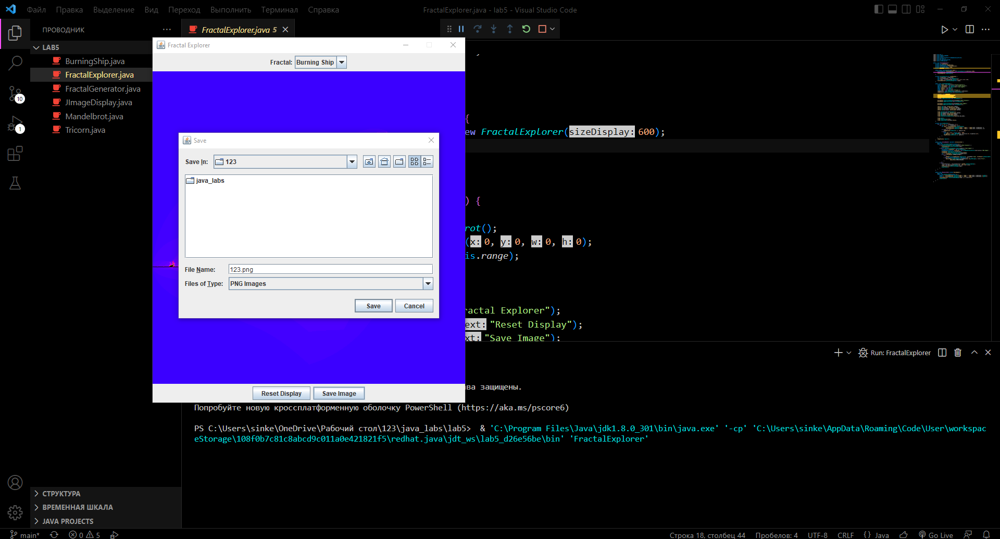 Файл Правка Выделение Вид Переход Выполнить Терминал Справка
FractalExplorer.java - lab5 - Visual Studio Code
ПРОВОДНИК
FractalExplorer.java 5
LAB5
BurningShip.java
FractalExplorer.java
FractalGenerator.java
JImageDisplay.java
Mandelbrot.java
Tricorn.java
10
1
Fractal Explorer
Fractal: Burning Ship
Save
Save In: 123
java_labs
File Name: 123.png
Files of Type: PNG Images
Save Cancel
Reset Display Save Image
{
ew FractalExplorer(sizeDisplay: 600);
) {
rot();
(x: 0, y: 0, w: 0, h: 0);
is.range);
ractal Explorer");
ext: "Reset Display");
xt: "Save Image");
Run: FractalExplorer
ва защищены.
Попробуйте новую кроссплатформенную оболочку PowerShell (https://aka.ms/pscore6)
PS C:\Users\sinke\OneDrive\Рабочий стол\123\java_labs\lab5> & 'C:\Program Files\Java\jdk1.8.0_301\bin\java.exe' '-cp' 'C:\Users\sinke\AppData\Roaming\Code\User\workspac
eStorage\108f0b7c81c8abcd9c011a0e421821f5\redhat.java\jdt_ws\lab5_d26e56be\bin' 'FractalExplorer'
СТРУКТУРА
ВРЕМЕННАЯ ШКАЛА
JAVA PROJECTS
main* 0 5
Строка 18, столбец 44 Пробелов: 4 UTF-8 CRLF {} Java Go Live